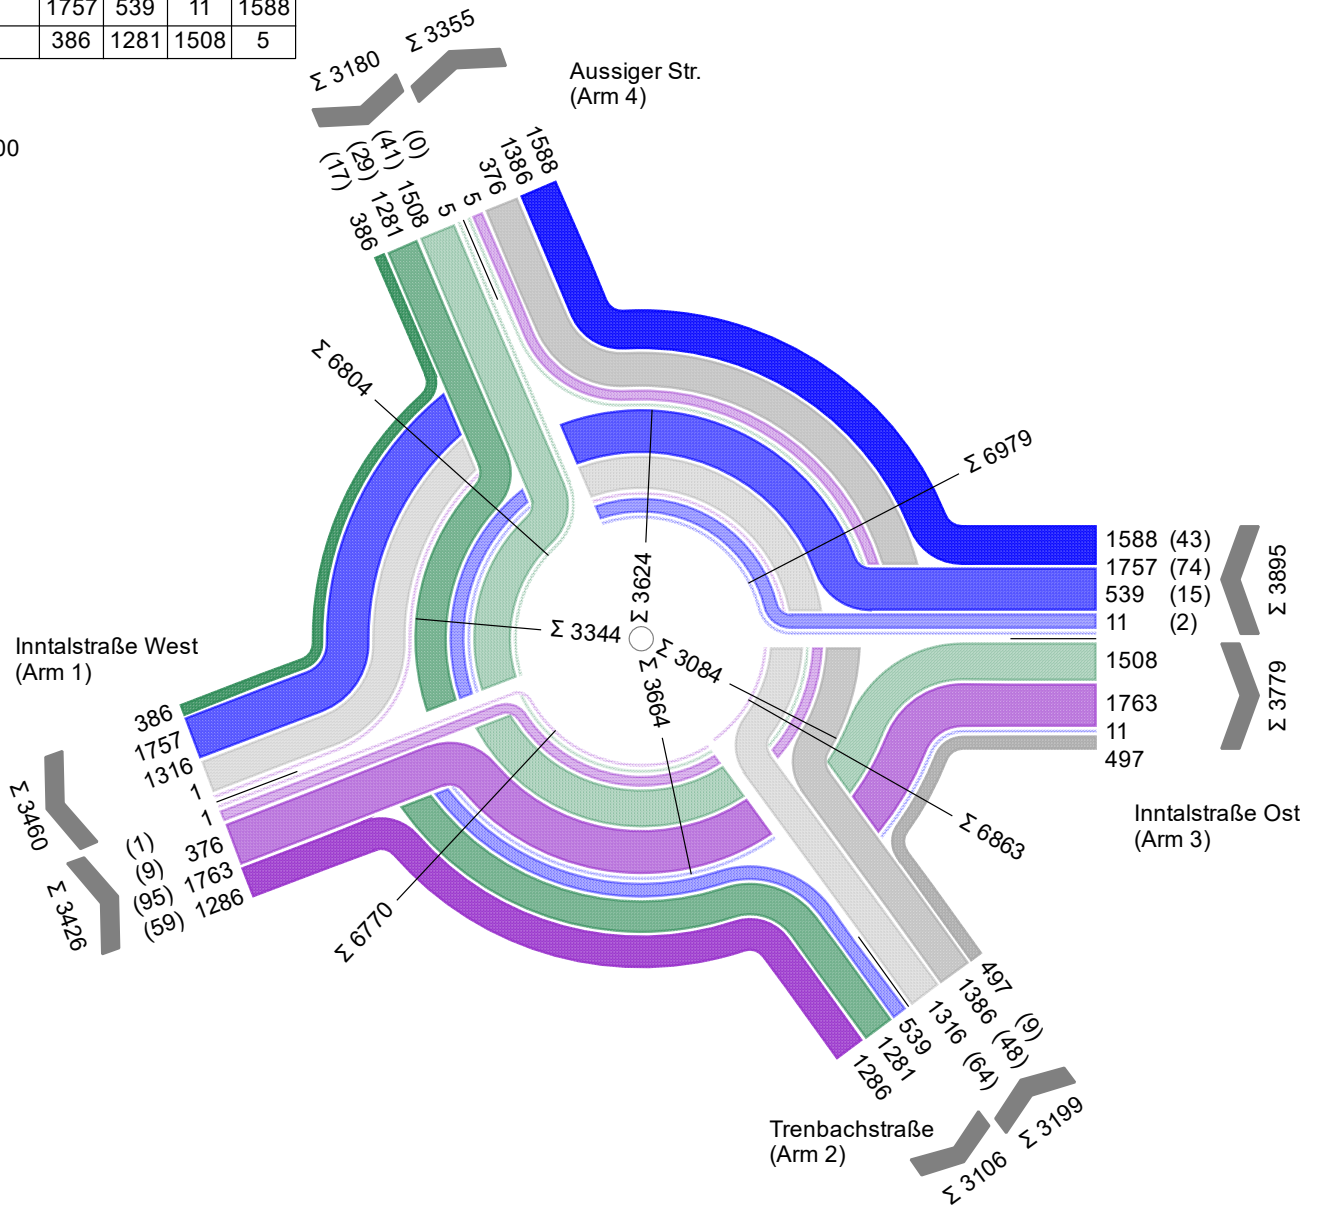 1757 539 11 1588
386 1281 1508 5
00
Σ 3180
Σ 3355
Aussiger Str.
(Arm 4)
(17) (29) (41) (0)
386 1281 1508 5
5 376 1386 1588
Σ 6804
Σ 6979
Σ 3624
Σ 3344
Σ 3084
Σ 3664
Σ 6770
Σ 6863
1588 (43)
1757 (74)
539 (15)
11 (2)
Σ 3895
1508
1763
11
497
Σ 3779
Inntalstraße Ost
(Arm 3)
Inntalstraße West
(Arm 1)
386
1757
1316
1
Σ 3460
1
(1) 376
(9) 1763
(95) 1286
(59)
Σ 3426
497 (9)
1386 (48)
1316 (64)
539
1281
1286
Trenbachstraße
(Arm 2)
Σ 3199
Σ 3106